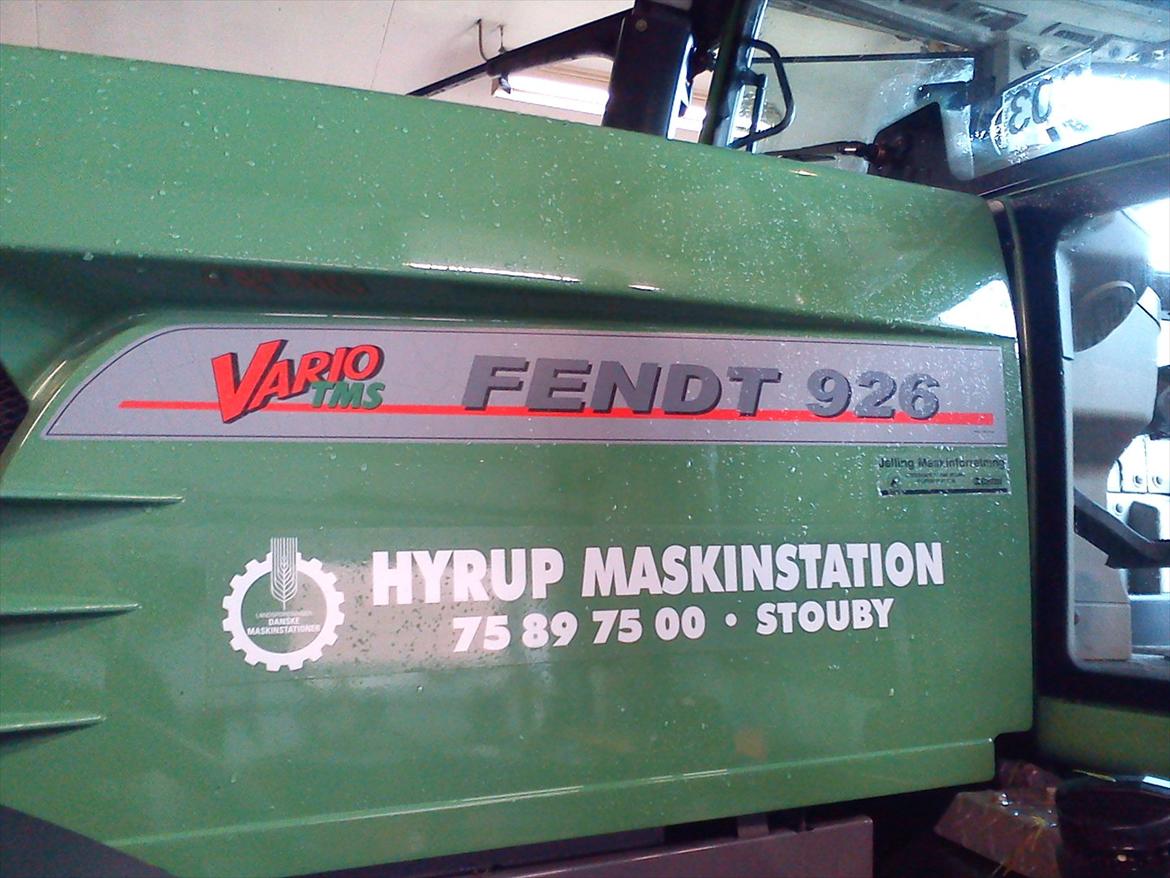 VARIO
TMS
FENDT 926
Jelling Maskinforretning
HYRUP MASKINSTATION
75 89 75 00 · STOUBY
DANSKE
MASKINSTATIONER